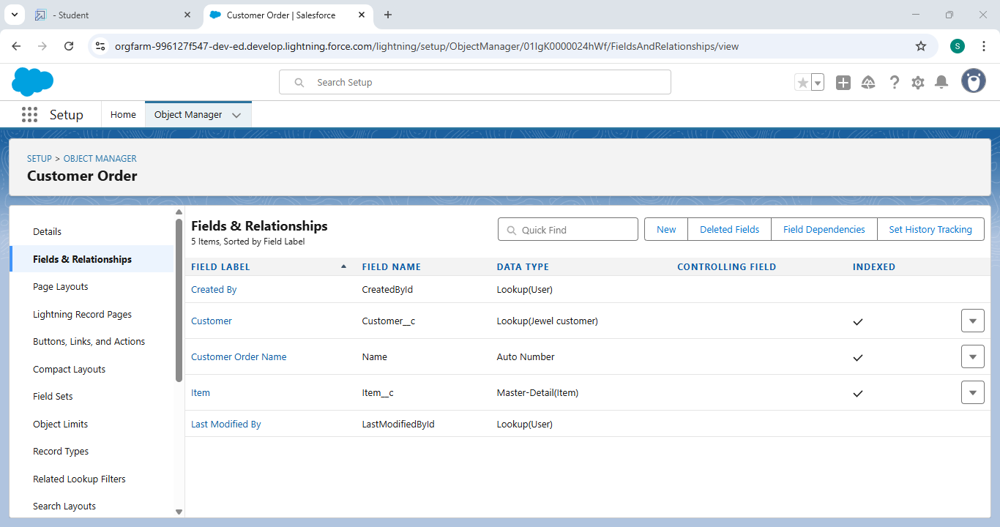 - Student
Customer Order | Salesforce
orgfarm-996127f547-dev-ed.develop.lightning.force.com/lightning/setup/ObjectManager/01IgK0000024hWf/FieldsAndRelationships/view
S
Search Setup
Setup
Home
Object Manager
SETUP > OBJECT MANAGER
Customer Order
Details
Fields & Relationships
Page Layouts
Lightning Record Pages
Buttons, Links, and Actions
Compact Layouts
Field Sets
Object Limits
Record Types
Related Lookup Filters
Search Layouts
Fields & Relationships
5 Items, Sorted by Field Label
Quick Find
New
Deleted Fields
Field Dependencies
Set History Tracking
FIELD LABEL FIELD NAME DATA TYPE CONTROLLING FIELD INDEXED
Created By CreatedById Lookup(User)
Customer Customer__c Lookup(Jewel customer)
Customer Order Name Name Auto Number
Item Item__c Master-Detail(Item)
Last Modified By LastModifiedById Lookup(User)